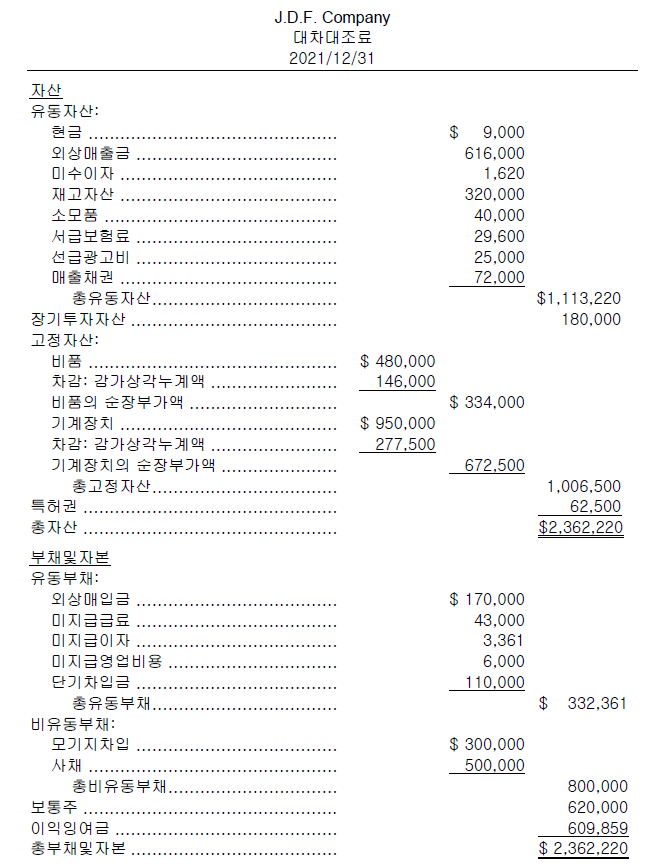 J.D.F. Company
대차대조료
2021/12/31
자산
유동자산:
현금 ................................................ $ 9,000
외상매출금 ...................................... 616,000
미수이자 ......................................... 1,620
재고자산 ......................................... 320,000
소모품 ............................................ 40,000
서급보험료 ...................................... 29,600
선급광고비 ...................................... 25,000
매출채권 ......................................... 72,000
총유동자산................................... $1,113,220
장기투자자산 ....................................... 180,000
고정자산:
비품 ............................................... $ 480,000
차감: 감가상각누계액 ........................ 146,000
비품의 순장부가액 ............................ $ 334,000
기계장치 ......................................... $ 950,000
차감: 감가상각누계액 ........................ 277,500
기계장치의 순장부가액 ...................... 672,500
총고정자산................................... 1,006,500
특허권 ................................................ 62,500
총자산 ................................................ $2,362,220
부채및자본
유동부채:
외상매입금 ...................................... $ 170,000
미지급급료 ...................................... 43,000
미지급이자 ...................................... 3,361
미지급영업비용 ................................ 6,000
단기차입금 ...................................... 110,000
총유동부채................................... $ 332,361
비유동부채:
모기지차입 ...................................... $ 300,000
사채 ............................................... 500,000
총비유동부채................................ 800,000
보통주 ................................................ 620,000
이익잉여금 .......................................... 609,859
총부채및자본 ....................................... $ 2,362,220